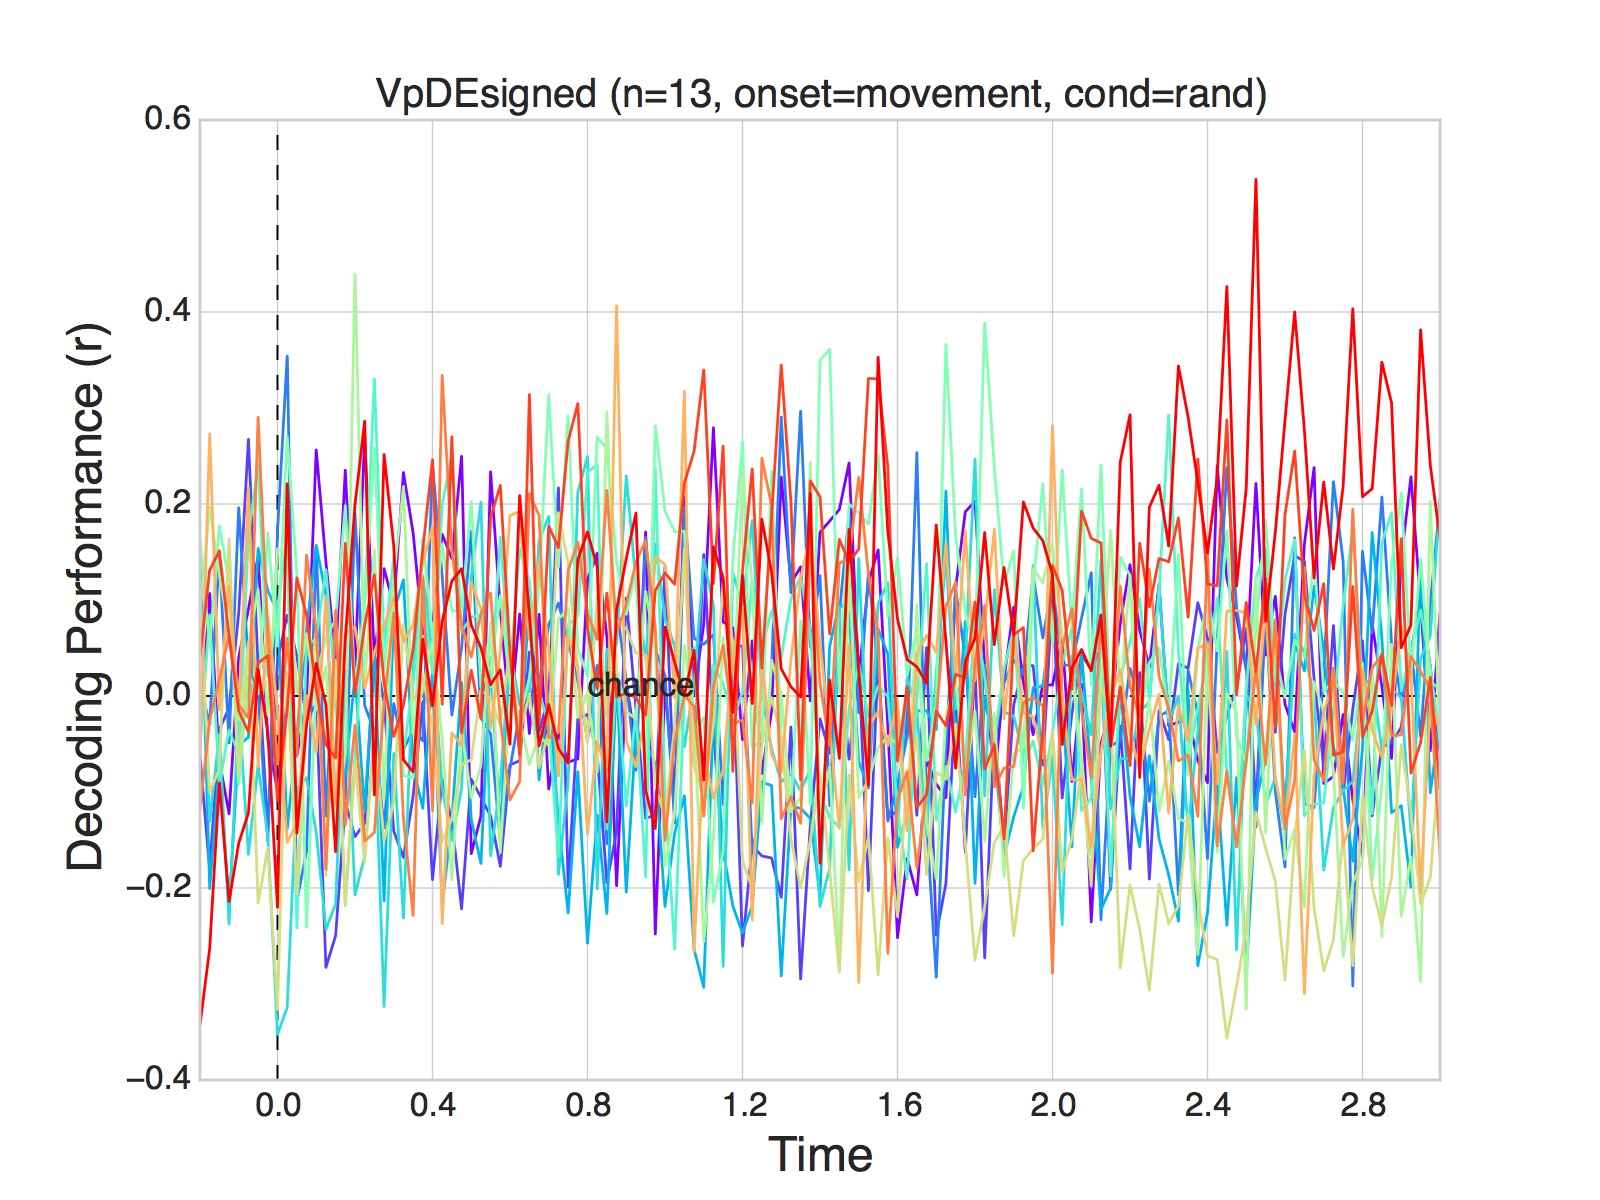 VpDEsigned (n=13, onset=movement, cond=rand)
0.6
0.4
0.2
0.0
−0.2
−0.4
Decoding Performance (r)
chance
0.0 0.4 0.8 1.2 1.6 2.0 2.4 2.8
Time